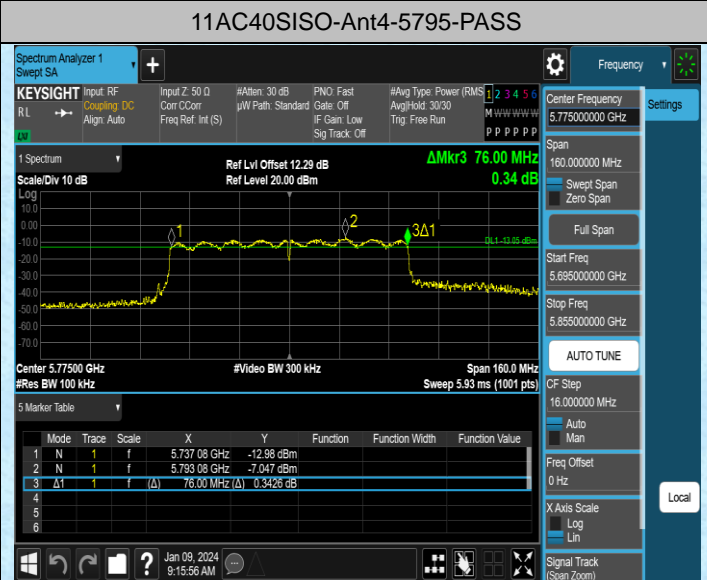 11AC40SISO-Ant4-5795-PASS
Spectrum Analyzer 1
Swept SA
Frequency
KEYSIGHT
RL
Input: RF
Coupling: DC
Align: Auto
Input Z: 50 Ω
Corr CCorr
Freq Ref: Int (S)
#Atten: 30 dB
µW Path: Standard
PNO: Fast
Gate: Off
IF Gain: Low
Sig Track: Off
#Avg Type: Power (RMS
Avg|Hold: 30/30
Trig: Free Run
1 2 3 4 5 6
M W W W W W
P P P P P P
1 Spectrum
Scale/Div 10 dB
Ref Lvl Offset 12.29 dB
Ref Level 20.00 dBm
ΔMkr3 76.00 MHz
0.34 dB
Log
10.0
0.00
-10.0
-20.0
-30.0
-40.0
-50.0
-60.0
-70.0
1
2
3Δ1
DL1 -13.05 dBm
Center 5.77500 GHz
#Res BW 100 kHz
#Video BW 300 kHz
Span 160.0 MHz
Sweep 5.93 ms (1001 pts)
5 Marker Table
Mode Trace Scale X Y Function Function Width Function Value
1 N 1 f 5.737 08 GHz -12.98 dBm
2 N 1 f 5.793 08 GHz -7.047 dBm
3 Δ1 1 f (Δ) 76.00 MHz (Δ) 0.3426 dB
4
5
6
Jan 09, 2024
9:15:56 AM
Center Frequency
5.775000000 GHz
Span
160.000000 MHz
Swept Span
Zero Span
Full Span
Start Freq
5.695000000 GHz
Stop Freq
5.855000000 GHz
AUTO TUNE
CF Step
16.000000 MHz
Auto
Man
Freq Offset
0 Hz
X Axis Scale
Log
Lin
Signal Track
(Span Zoom)
Settings
Local